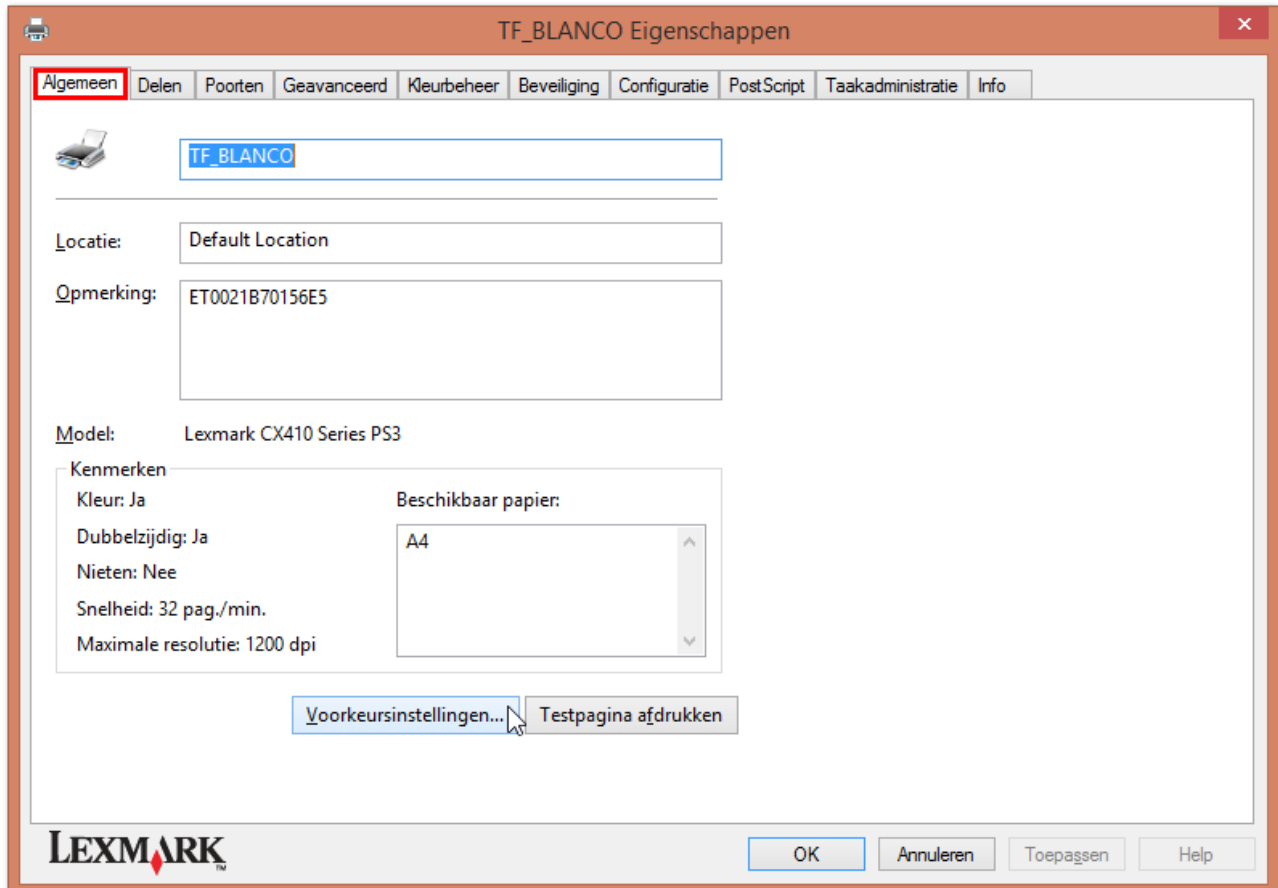 TF_BLANCO Eigenschappen
Algemeen Delen Poorten Geavanceerd Kleurbeheer Beveiliging Configuratie PostScript Taakadministratie Info
TF_BLANCO
Locatie: Default Location
Opmerking: ET0021B70156E5
Model: Lexmark CX410 Series PS3
Kenmerken
Kleur: Ja Beschikbaar papier:
Dubbelzijdig: Ja A4
Nieten: Nee
Snelheid: 32 pag./min.
Maximale resolutie: 1200 dpi
Voorkeursinstellingen... Testpagina afdrukken
LEXMARK™ OK Annuleren Toepassen Help